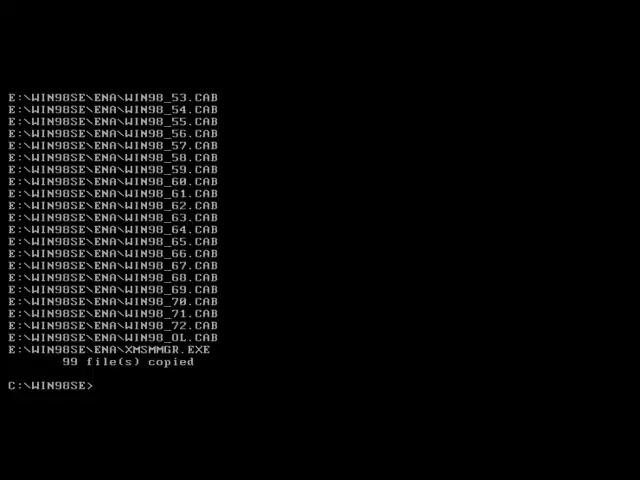 E:\WIN98SE\ENA\WIN98_53.CAB
E:\WIN98SE\ENA\WIN98_54.CAB
E:\WIN98SE\ENA\WIN98_55.CAB
E:\WIN98SE\ENA\WIN98_56.CAB
E:\WIN98SE\ENA\WIN98_57.CAB
E:\WIN98SE\ENA\WIN98_58.CAB
E:\WIN98SE\ENA\WIN98_59.CAB
E:\WIN98SE\ENA\WIN98_60.CAB
E:\WIN98SE\ENA\WIN98_61.CAB
E:\WIN98SE\ENA\WIN98_62.CAB
E:\WIN98SE\ENA\WIN98_63.CAB
E:\WIN98SE\ENA\WIN98_64.CAB
E:\WIN98SE\ENA\WIN98_65.CAB
E:\WIN98SE\ENA\WIN98_66.CAB
E:\WIN98SE\ENA\WIN98_67.CAB
E:\WIN98SE\ENA\WIN98_68.CAB
E:\WIN98SE\ENA\WIN98_69.CAB
E:\WIN98SE\ENA\WIN98_70.CAB
E:\WIN98SE\ENA\WIN98_71.CAB
E:\WIN98SE\ENA\WIN98_72.CAB
E:\WIN98SE\ENA\WIN98_OL.CAB
E:\WIN98SE\ENA\XMSMMGR.EXE
99 file(s) copied
C:\WIN98SE>